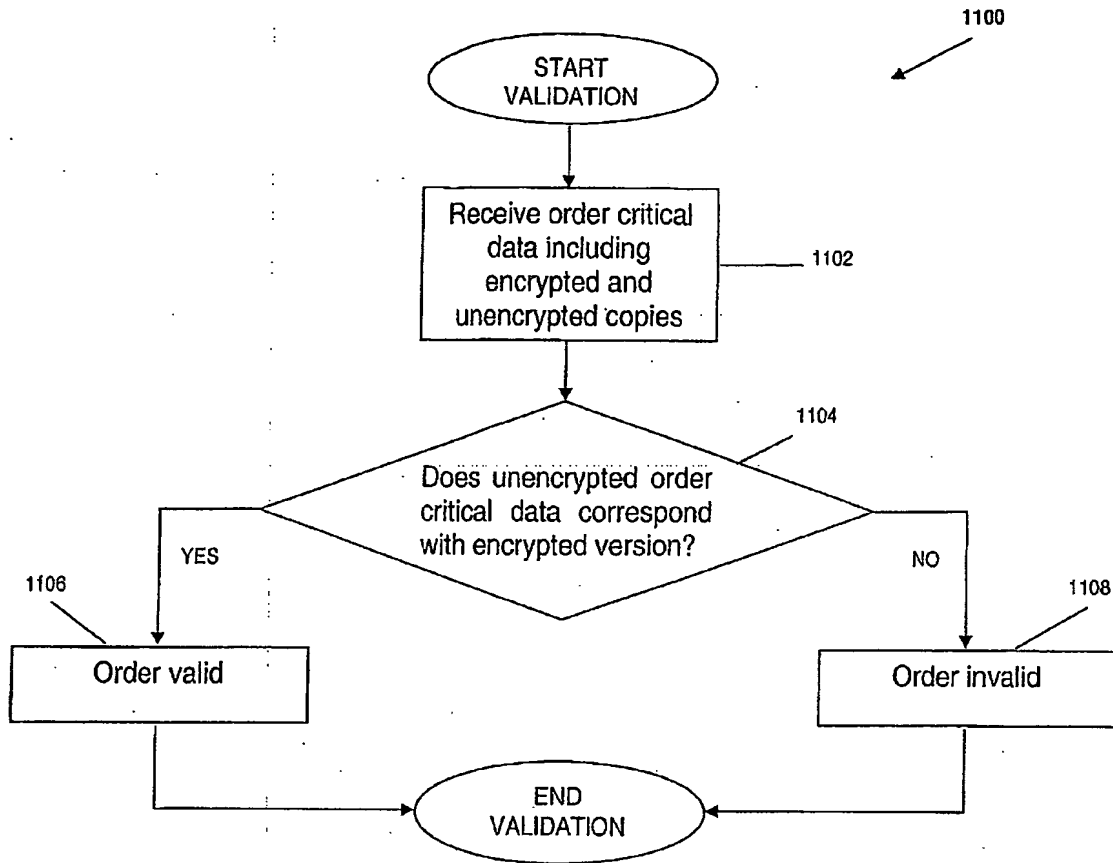 1100
START
VALIDATION
Receive order critical
data including
encrypted and
unencrypted copies
1102
1104
Does unencrypted order
critical data correspond
with encrypted version?
YES
NO
1106
1108
Order valid
Order invalid
END
VALIDATION